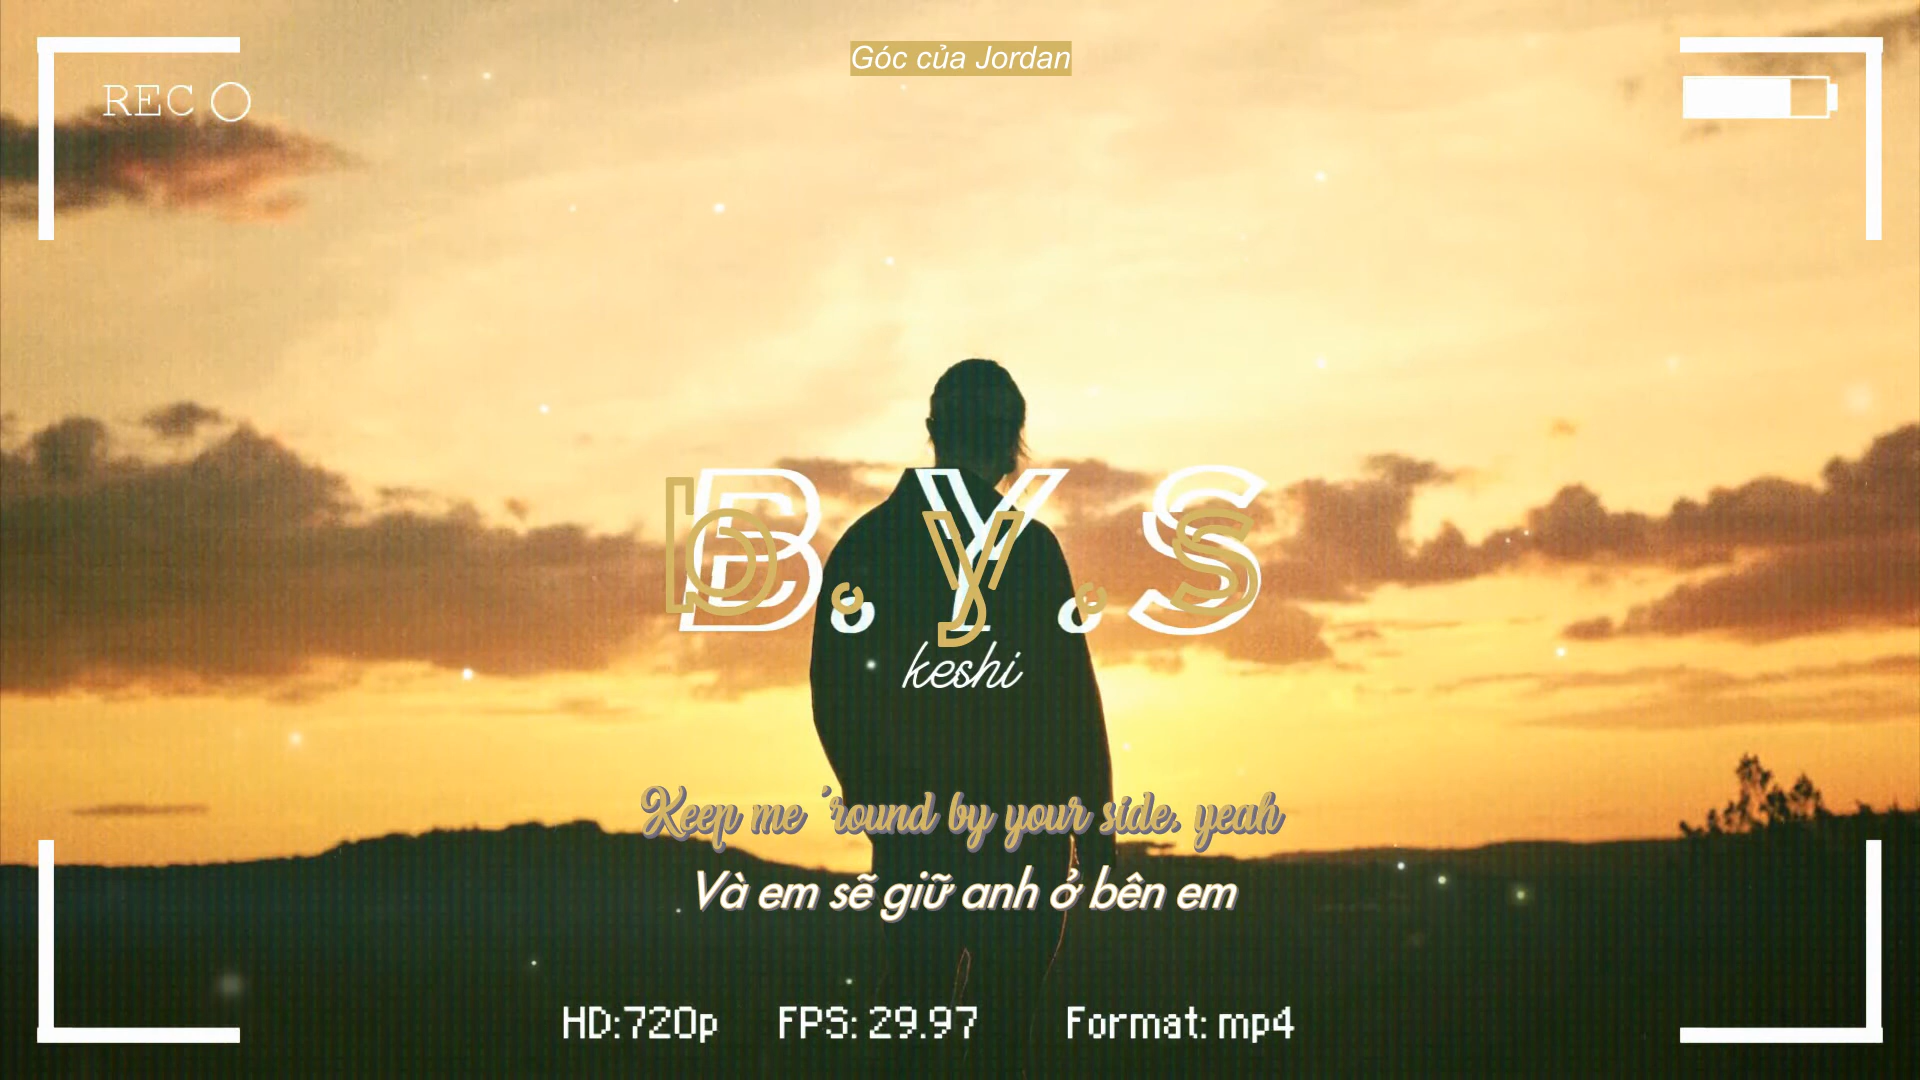 Góc của Jordan
REC
B.Y.S
b.y.s
keshi
Keep me 'round by your side, yeah
Và em sẽ giữ anh ở bên em
HD:720p FPS: 29.97 Format: mp4